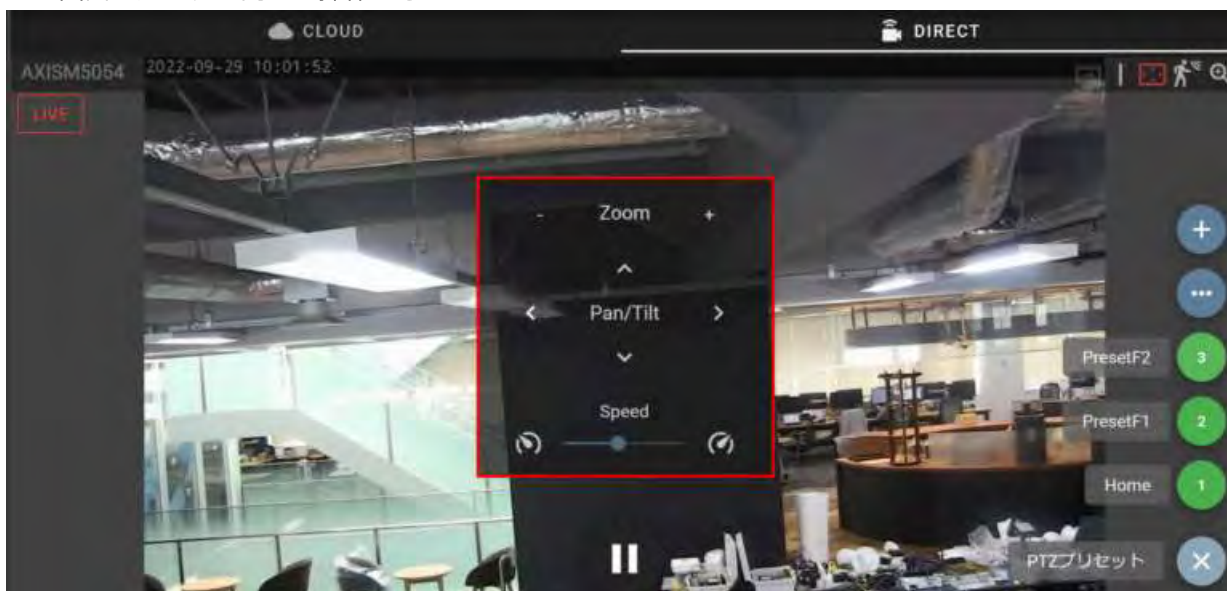 CLOUD
DIRECT
AXISM5054
2022-09-29 10:01:52
LIVE
- Zoom +
Pan/Tilt
Speed
PresetF2 3
PresetF1 2
Home 1
PTZプリセット